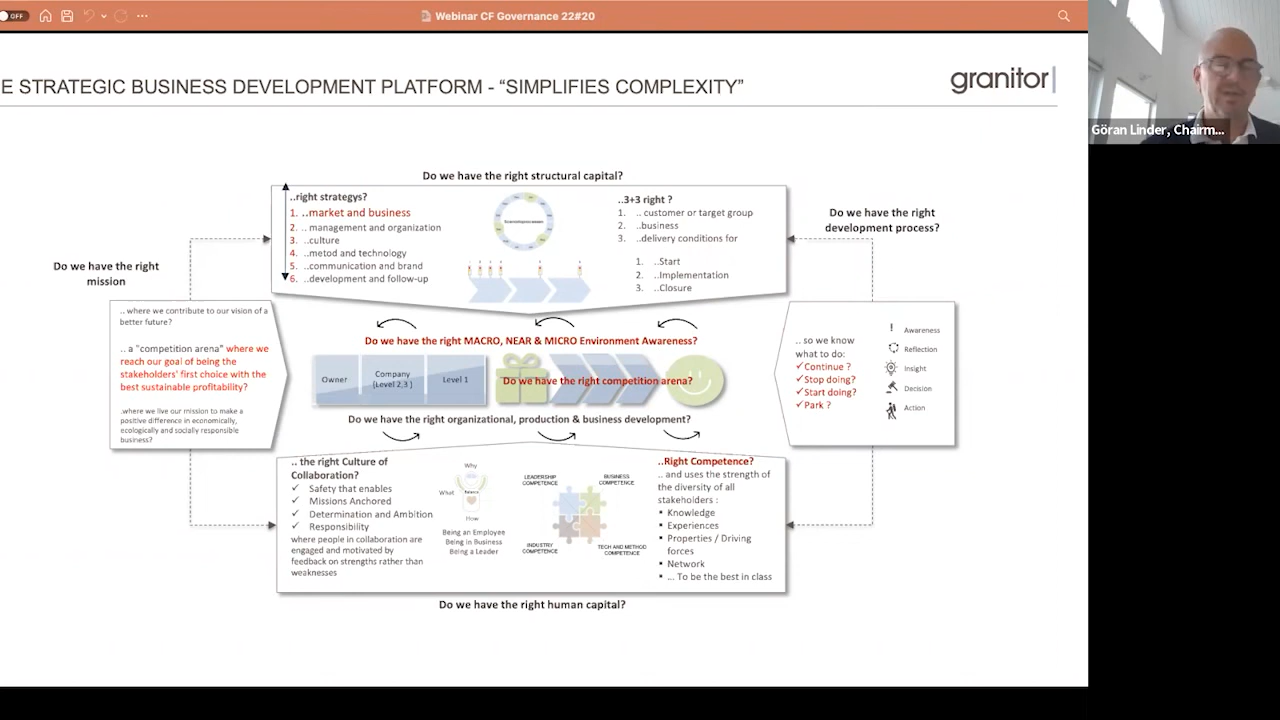 OFF
Webinar CF Governance 22#20
E STRATEGIC BUSINESS DEVELOPMENT PLATFORM - “SIMPLIFIES COMPLEXITY”
granitor
Göran Linder, Chairm...
Do we have the right structural capital?
..right strategys?
1. ..market and business
2. .. management and organization
3. ..culture
4. ..metod and technology
5. ..communication and brand
6. ..development and follow-up
..3+3 right ?
1. .. customer or target group
2. ..business
3. ..delivery conditions for
1. ..Start
2. ..Implementation
3. ..Closure
Do we have the right
development process?
Do we have the right
mission
.. where we contribute to our vision of a
better future?
.. a "competition arena" where we
reach our goal of being the
stakeholders' first choice with the
best sustainable profitability?
.where we live our mission to make a
positive difference in economically,
ecologically and socially responsible
business?
Do we have the right MACRO, NEAR & MICRO Environment Awareness?
Owner
Company
(Level 2,3 )
Level 1
Do we have the right competition arena?
Do we have the right organizational, production & business development?
.. so we know
what to do:
✓Continue ?
✓Stop doing?
✓Start doing?
✓Park ?
Awareness
Reflection
Insight
Decision
Action
.. the right Culture of
Collaboration?
✓ Safety that enables
✓ Missions Anchored
✓ Determination and Ambition
✓ Responsibility
where people in collaboration are
engaged and motivated by
feedback on strengths rather than
weaknesses
Why
What
How
Being an Employee
Being in Business
Being a Leader
LEADERSHIP
COMPETENCE
BUSINESS
COMPETENCE
INDUSTRY
COMPETENCE
TECH AND METHOD
COMPETENCE
..Right Competence?
.. and uses the strength of
the diversity of all
stakeholders :
▪ Knowledge
▪ Experiences
▪ Properties / Driving
forces
▪ Network
▪ ... To be the best in class
Do we have the right human capital?